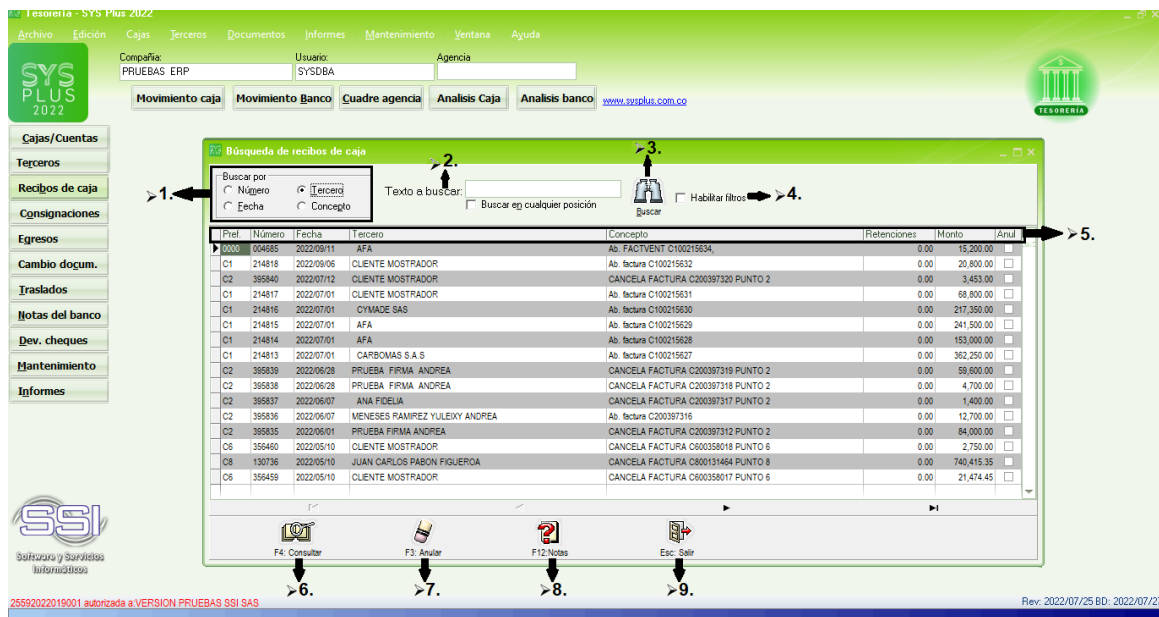 Tesorería - SYS Plus 2022
Archivo Edición Cajas Terceros Documentos Informes Mantenimiento Ventana Ayuda
Compañia: Usuario: Agencia
PRUEBAS ERP SYSDBA
SYS PLUS 2022
Movimiento caja Movimiento Banco Cuadre agencia Analisis Caja Analisis banco www.sysplus.com.co
TESORERÍA
Cajas/Cuentas
Terceros
Recibos de caja
Consignaciones
Egresos
Cambio docum.
Traslados
Notas del banco
Dev. cheques
Mantenimiento
Informes
Búsqueda de recibos de caja
1.
2.
3.
4.
5.
Buscar por
Número Tercero
Fecha Concepto
Texto a buscar:
Buscar en cualquier posición
Buscar
Habilitar filtros
Pref. Número Fecha Tercero Concepto Retenciones Monto Anul
0000 004685 2022/09/11 AFA Ab. FACTVENT C100215634, 0.00 15,200.00
C1 214818 2022/09/06 CLIENTE MOSTRADOR Ab. factura C100215632 0.00 20,800.00
C2 395840 2022/07/12 CLIENTE MOSTRADOR CANCELA FACTURA C200397320 PUNTO 2 0.00 3,453.00
C1 214817 2022/07/01 CLIENTE MOSTRADOR Ab. factura C100215631 0.00 68,800.00
C1 214816 2022/07/01 CYMADE SAS Ab. factura C100215630 0.00 217,350.00
C1 214815 2022/07/01 AFA Ab. factura C100215629 0.00 241,500.00
C1 214814 2022/07/01 AFA Ab. factura C100215628 0.00 153,000.00
C1 214813 2022/07/01 CARBOMAS S.A.S Ab. factura C100215627 0.00 362,250.00
C2 395839 2022/06/28 PRUEBA FIRMA ANDREA CANCELA FACTURA C200397319 PUNTO 2 0.00 59,600.00
C2 395838 2022/06/28 PRUEBA FIRMA ANDREA CANCELA FACTURA C200397318 PUNTO 2 0.00 4,700.00
C2 395837 2022/06/07 ANA FIDELIA CANCELA FACTURA C200397317 PUNTO 2 0.00 1,400.00
C2 395836 2022/06/07 MENESES RAMIREZ YULEIXY ANDREA Ab. factura C200397316 0.00 12,700.00
C2 395835 2022/06/01 PRUEBA FIRMA ANDREA CANCELA FACTURA C200397312 PUNTO 2 0.00 84,000.00
C6 356460 2022/05/10 CLIENTE MOSTRADOR CANCELA FACTURA C600358018 PUNTO 6 0.00 2,750.00
C8 130736 2022/05/10 JUAN CARLOS PABON FIGUEROA CANCELA FACTURA C800131464 PUNTO 8 0.00 740,415.35
C6 356459 2022/05/10 CLIENTE MOSTRADOR CANCELA FACTURA C600358017 PUNTO 6 0.00 21,474.45
F4: Consultar F3: Anular F12:Notas Esc: Salir
6. 7. 8. 9.
SSI
Software y Servicios
Informáticos
25592022019001 autorizada a:VERSION PRUEBAS SSI SAS
Rev: 2022/07/25 BD: 2022/07/2